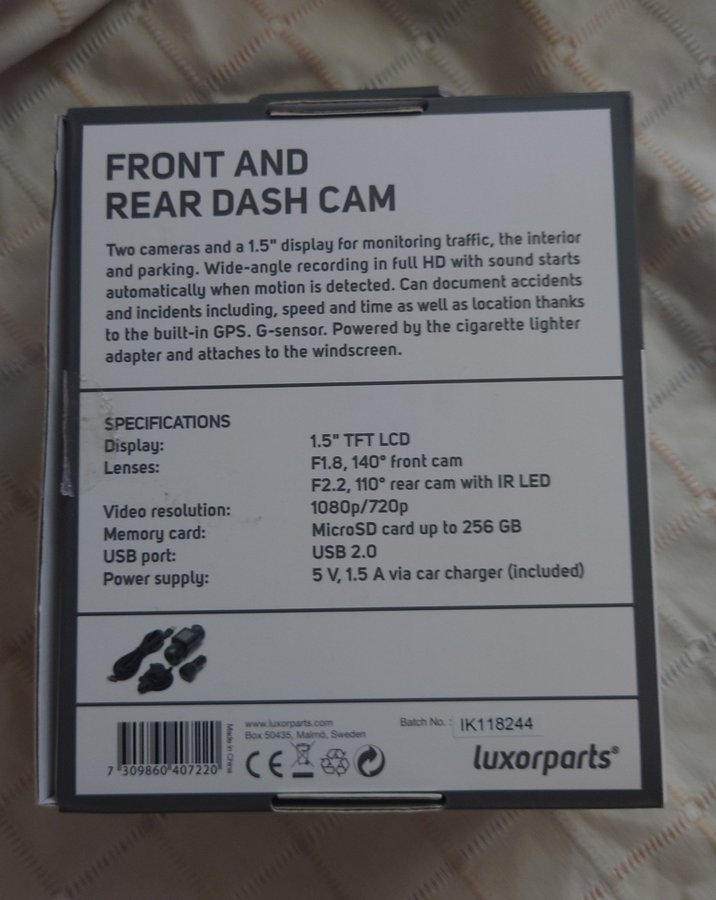 FRONT AND
REAR DASH CAM
Two cameras and a 1.5" display for monitoring traffic, the interior
and parking. Wide-angle recording in full HD with sound starts
automatically when motion is detected. Can document accidents
and incidents including, speed and time as well as location thanks
to the built-in GPS. G-sensor. Powered by the cigarette lighter
adapter and attaches to the windscreen.
SPECIFICATIONS
Display: 1.5" TFT LCD
Lenses: F1.8, 140° front cam
F2.2, 110° rear cam with IR LED
Video resolution: 1080p/720p
Memory card: MicroSD card up to 256 GB
USB port: USB 2.0
Power supply: 5 V, 1.5 A via car charger (included)
7 309860 407220
Made in China
www.luxorparts.com
Box 50435, Malmö, Sweden
CE
Batch No.: IK118244
luxorparts®